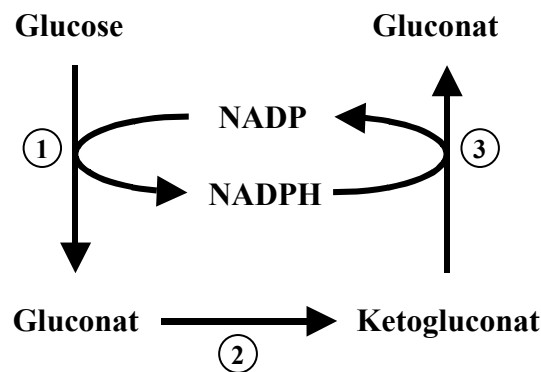 Glucose Gluconat
NADP
1 3
NADPH
Gluconat Ketogluconat
2